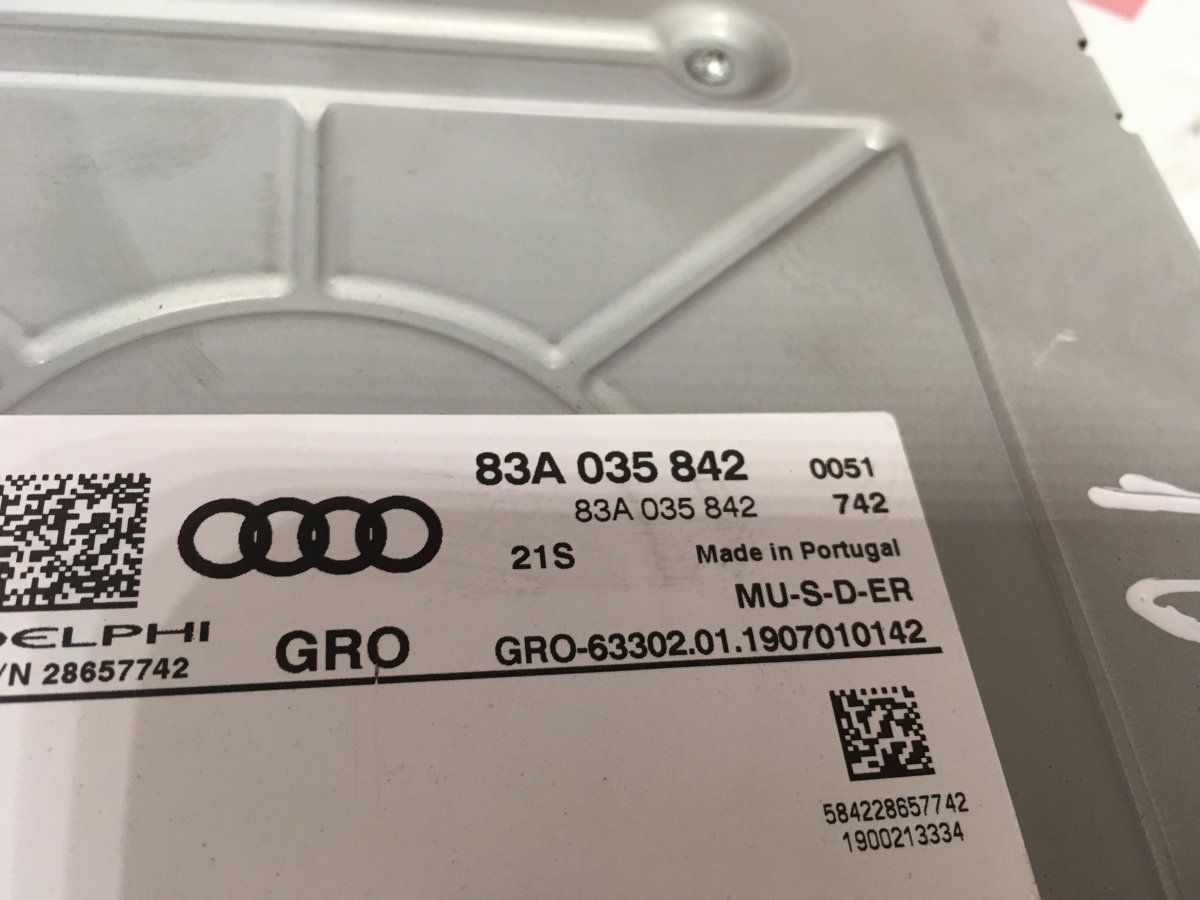 83A 035 842 0051
83A 035 842 742
21S Made in Portugal
MU-S-D-ER
DELPHI GRO GRO-63302.01.1907010142
/N 28657742
584228657742
1900213334